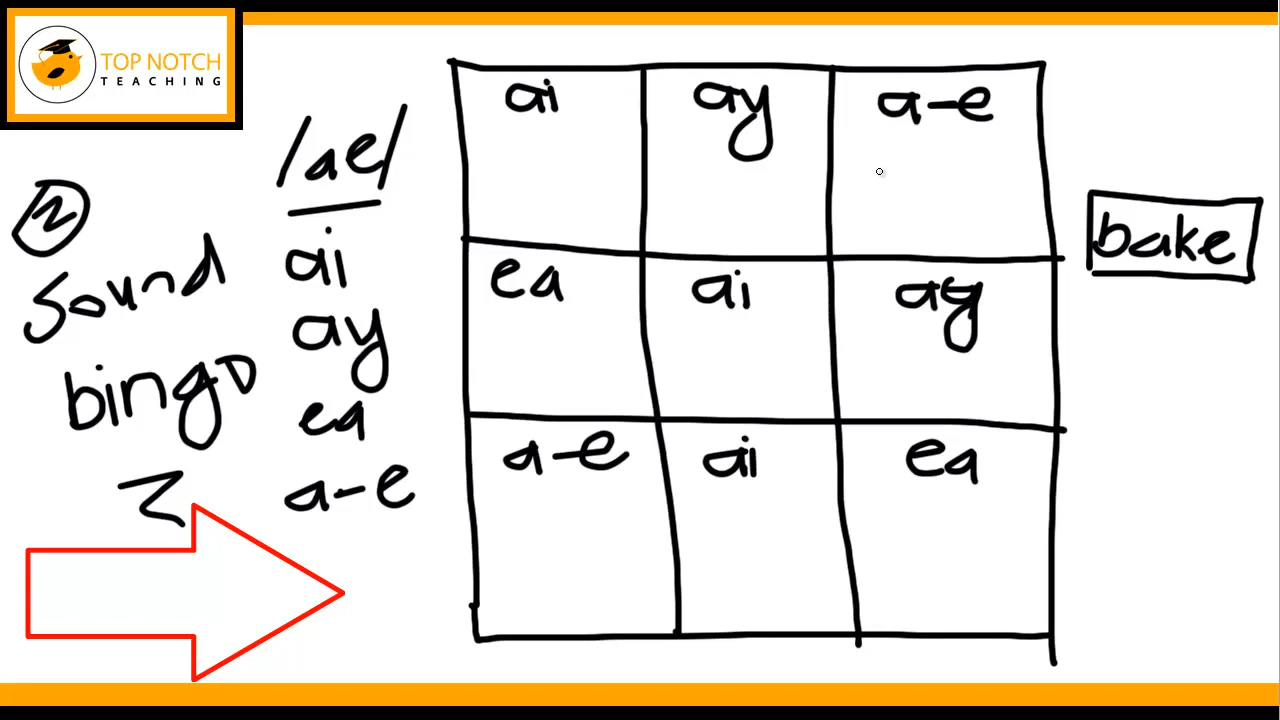 TOP NOTCH
TEACHING
/ae/
2
Sound
bingo
ai
ay
ea
a-e
ai ay a-e
ea ai ay
a-e ai ea
bake